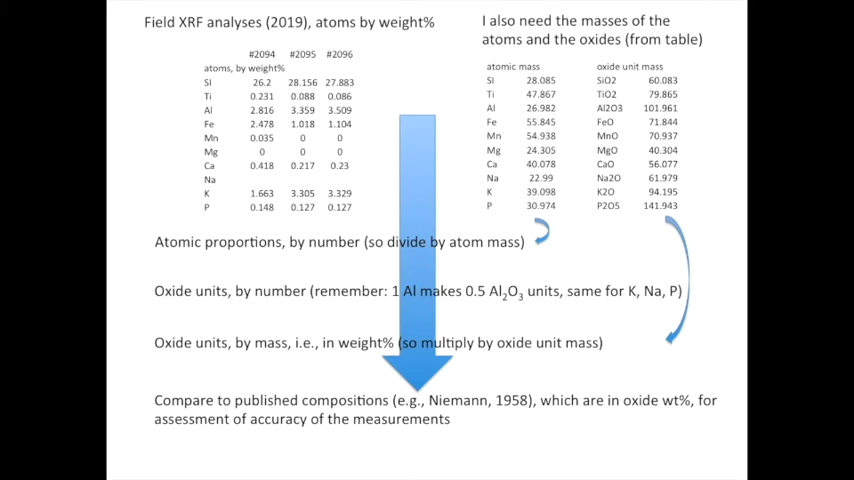 Field XRF analyses (2019), atoms by weight%
#2094 #2095 #2096
atoms, by weight%
SI 26.2 28.156 27.883
Ti 0.231 0.088 0.086
Al 2.816 3.359 3.509
Fe 2.478 1.018 1.104
Mn 0.035 0 0
Mg 0 0 0
Ca 0.418 0.217 0.23
Na
K 1.663 3.305 3.329
P 0.148 0.127 0.127
I also need the masses of the
atoms and the oxides (from table)
atomic mass oxide unit mass
SI 28.085 SiO2 60.083
Ti 47.867 TiO2 79.865
Al 26.982 Al2O3 101.961
Fe 55.845 FeO 71.844
Mn 54.938 MnO 70.937
Mg 24.305 MgO 40.304
Ca 40.078 CaO 56.077
Na 22.99 Na2O 61.979
K 39.098 K2O 94.195
P 30.974 P2O5 141.943
Atomic proportions, by number (so divide by atom mass)
Oxide units, by number (remember: 1 Al makes 0.5 Al₂O₃ units, same for K, Na, P)
Oxide units, by mass, i.e., in weight% (so multiply by oxide unit mass)
Compare to published compositions (e.g., Niemann, 1958), which are in oxide wt%, for
assessment of accuracy of the measurements